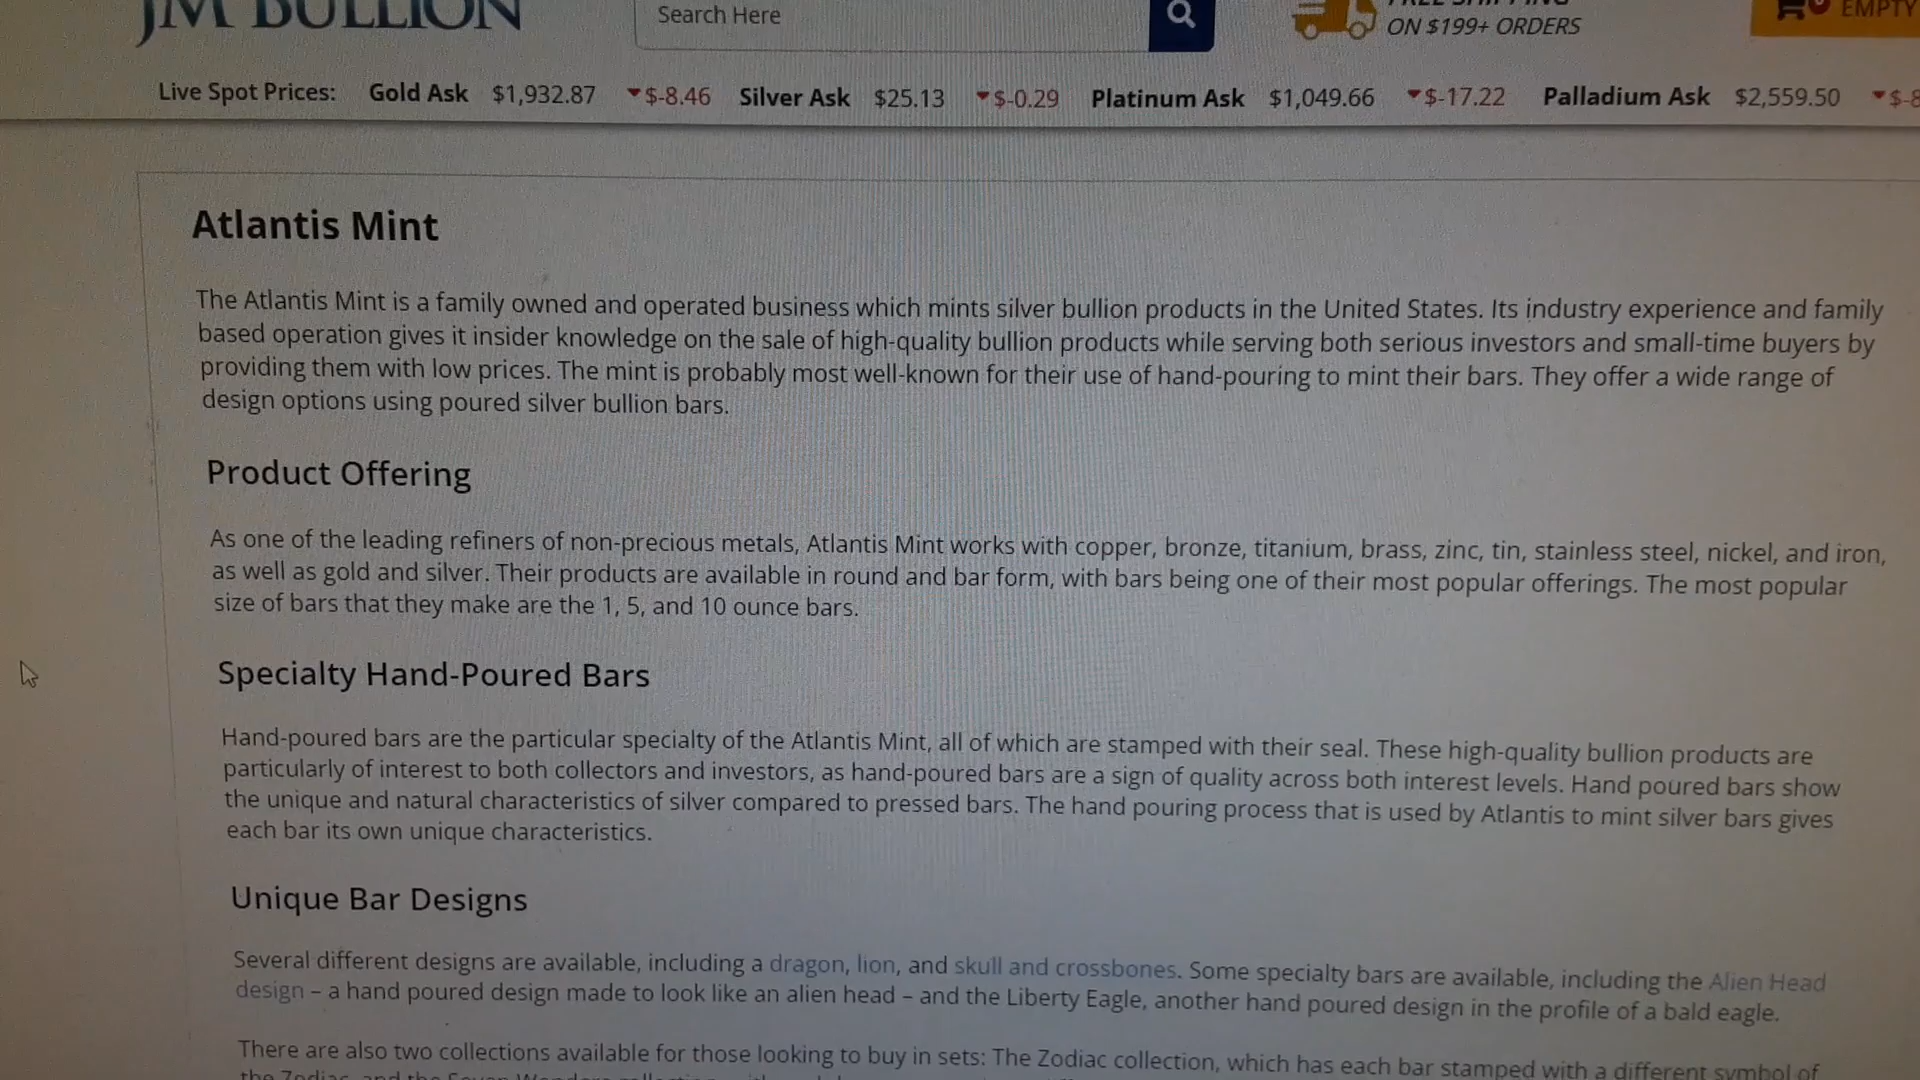 JM BULLION
Search Here
FREE SHIPPING
ON $199+ ORDERS
EMPTY
Live Spot Prices: Gold Ask $1,932.87 $-8.46 Silver Ask $25.13 $-0.29 Platinum Ask $1,049.66 $-17.22 Palladium Ask $2,559.50 $-8
Atlantis Mint
The Atlantis Mint is a family owned and operated business which mints silver bullion products in the United States. Its industry experience and family
based operation gives it insider knowledge on the sale of high-quality bullion products while serving both serious investors and small-time buyers by
providing them with low prices. The mint is probably most well-known for their use of hand-pouring to mint their bars. They offer a wide range of
design options using poured silver bullion bars.
Product Offering
As one of the leading refiners of non-precious metals, Atlantis Mint works with copper, bronze, titanium, brass, zinc, tin, stainless steel, nickel, and iron,
as well as gold and silver. Their products are available in round and bar form, with bars being one of their most popular offerings. The most popular
size of bars that they make are the 1, 5, and 10 ounce bars.
Specialty Hand-Poured Bars
Hand-poured bars are the particular specialty of the Atlantis Mint, all of which are stamped with their seal. These high-quality bullion products are
particularly of interest to both collectors and investors, as hand-poured bars are a sign of quality across both interest levels. Hand poured bars show
the unique and natural characteristics of silver compared to pressed bars. The hand pouring process that is used by Atlantis to mint silver bars gives
each bar its own unique characteristics.
Unique Bar Designs
Several different designs are available, including a dragon, lion, and skull and crossbones. Some specialty bars are available, including the Alien Head
design – a hand poured design made to look like an alien head – and the Liberty Eagle, another hand poured design in the profile of a bald eagle.
There are also two collections available for those looking to buy in sets: The Zodiac collection, which has each bar stamped with a different symbol of
the Zodiac, and the Seven Wonders